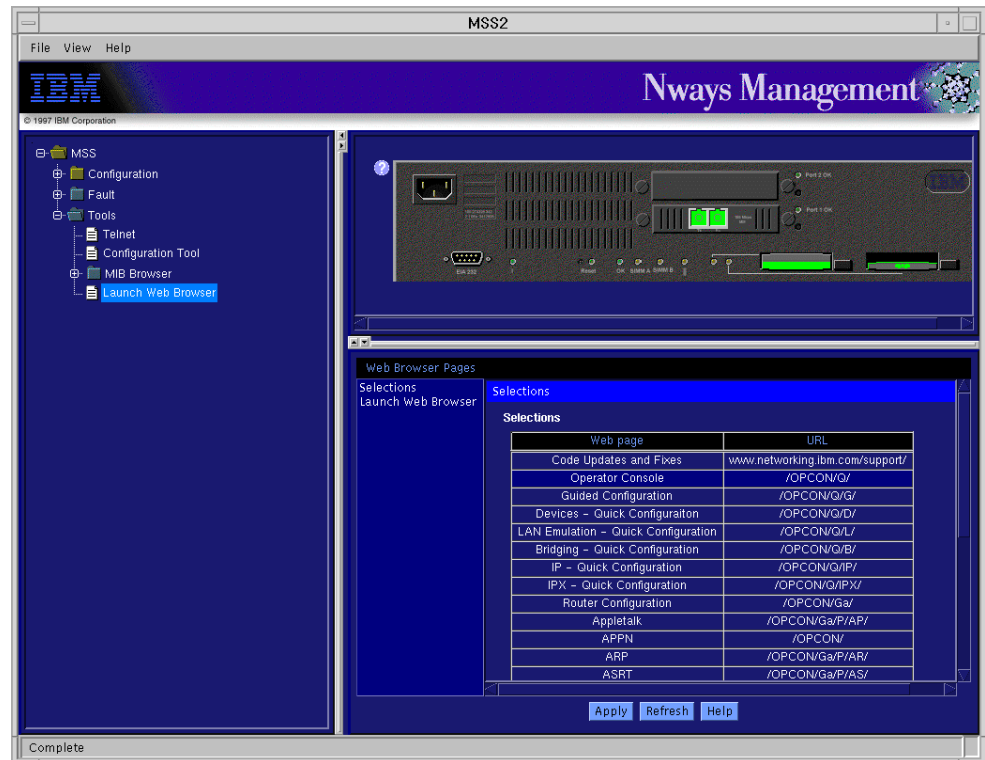 MSS2
File View Help
IBM
Nways Management
© 1997 IBM Corporation
MSS
Configuration
Fault
Tools
Telnet
Configuration Tool
MIB Browser
Launch Web Browser
?
Port 2 OK
IBM
Port 1 OK
EIA 232
Reset
OK
SIMM A
SIMM B
Web Browser Pages
Selections
Launch Web Browser
Selections
Selections
Web page URL
Code Updates and Fixes www.networking.ibm.com/support/
Operator Console /OPCON/Q/
Guided Configuration /OPCON/Q/G/
Devices - Quick Configuraiton /OPCON/Q/D/
LAN Emulation - Quick Configuration /OPCON/Q/L/
Bridging - Quick Configuration /OPCON/Q/B/
IP - Quick Configuration /OPCON/Q/IP/
IPX - Quick Configuration /OPCON/Q/IPX/
Router Configuration /OPCON/Ga/
Appletalk /OPCON/Ga/P/AP/
APPN /OPCON/
ARP /OPCON/Ga/P/AR/
ASRT /OPCON/Ga/P/AS/
Apply Refresh Help
Complete